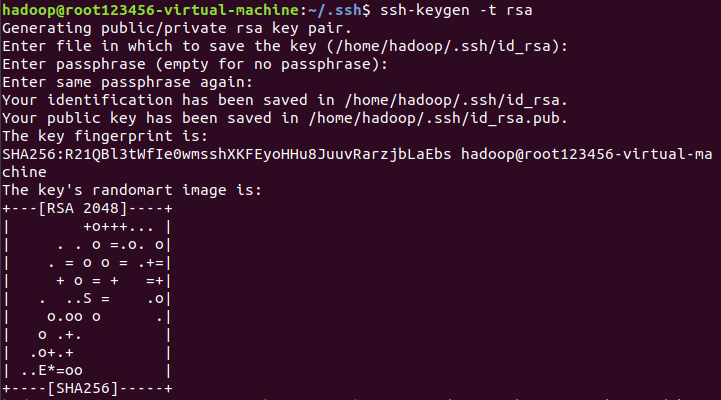 hadoop@root123456-virtual-machine:~/.ssh$ ssh-keygen -t rsa
Generating public/private rsa key pair.
Enter file in which to save the key (/home/hadoop/.ssh/id_rsa):
Enter passphrase (empty for no passphrase):
Enter same passphrase again:
Your identification has been saved in /home/hadoop/.ssh/id_rsa.
Your public key has been saved in /home/hadoop/.ssh/id_rsa.pub.
The key fingerprint is:
SHA256:R21QBl3tWfIe0wmsshXKFEyoHHu8JuuvRarzjbLaEbs hadoop@root123456-virtual-ma
chine
The key's randomart image is:
+---[RSA 2048]----+
|        +o+++... |
|     . . o =.o. o|
|    . = o o = .+=|
|     + o = +   =+|
|   .  ..S =    .o|
|    o.oo o      .|
|   o .+.         |
|  .o+.+          |
| ..E*=oo         |
+----[SHA256]-----+